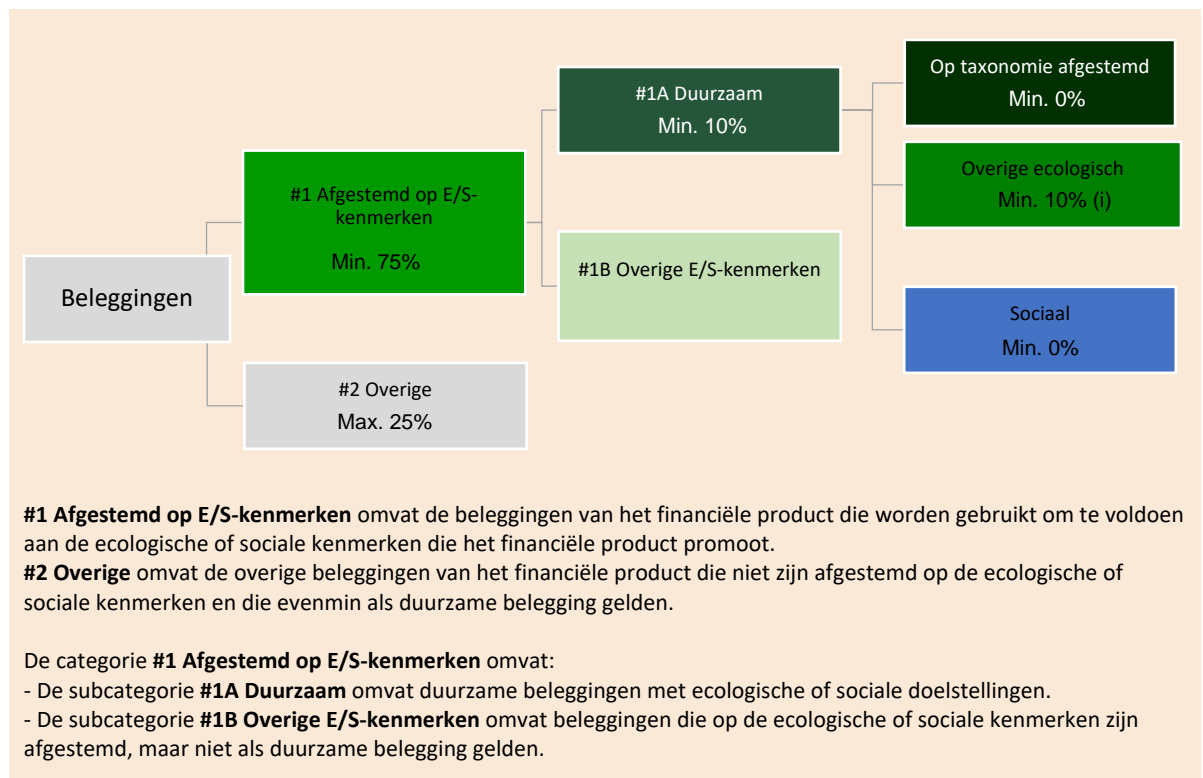 Beleggingen
#1 Afgestemd op E/S-
kenmerken
Min. 75%
#2 Overige
Max. 25%
#1A Duurzaam
Min. 10%
#1B Overige E/S-kenmerken
Op taxonomie afgestemd
Min. 0%
Overige ecologisch
Min. 10% (i)
Sociaal
Min. 0%
#1 Afgestemd op E/S-kenmerken omvat de beleggingen van het financiële product die worden gebruikt om te voldoen
aan de ecologische of sociale kenmerken die het financiële product promoot.
#2 Overige omvat de overige beleggingen van het financiële product die niet zijn afgestemd op de ecologische of
sociale kenmerken en die evenmin als duurzame belegging gelden.
De categorie #1 Afgestemd op E/S-kenmerken omvat:
- De subcategorie #1A Duurzaam omvat duurzame beleggingen met ecologische of sociale doelstellingen.
- De subcategorie #1B Overige E/S-kenmerken omvat beleggingen die op de ecologische of sociale kenmerken zijn
afgestemd, maar niet als duurzame belegging gelden.